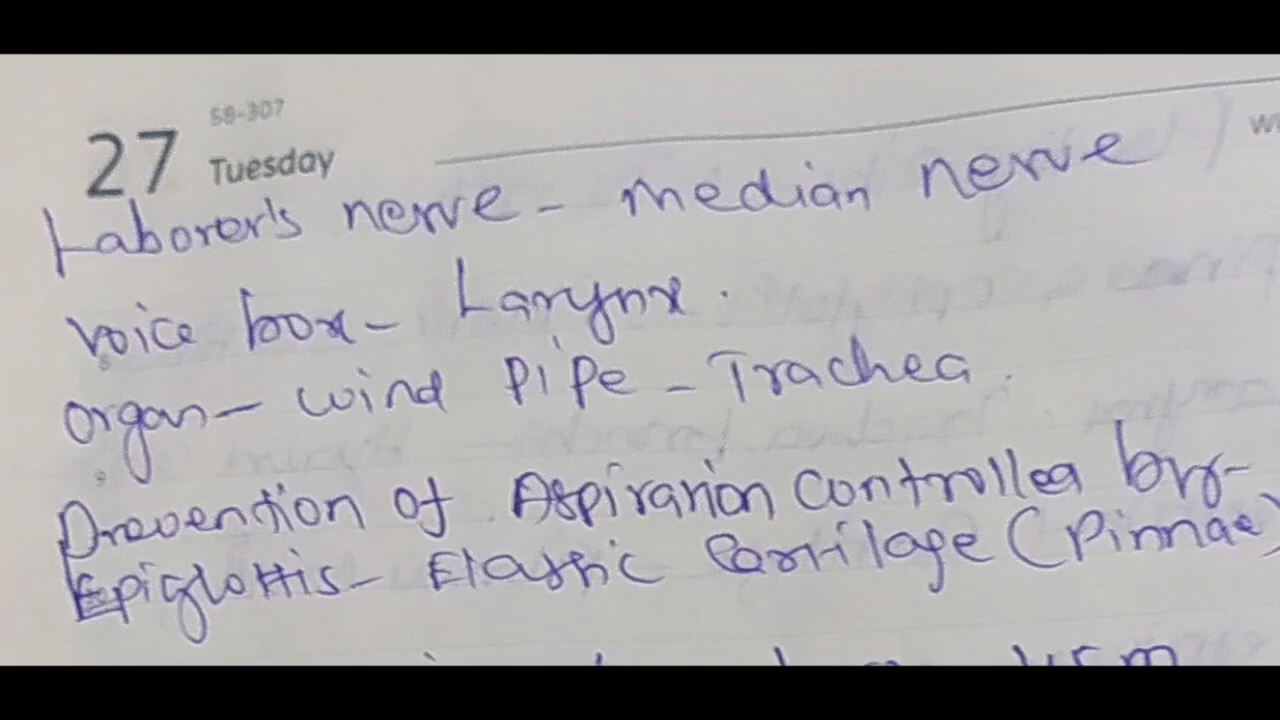 58-307
27 Tuesday
Laborer's nerve - median nerve
voice box - Larynx.
organ - wind pipe - Trachea.
Prevention of Aspiration controlled by -
Epiglottis - Elastic Cartilage (Pinnae)